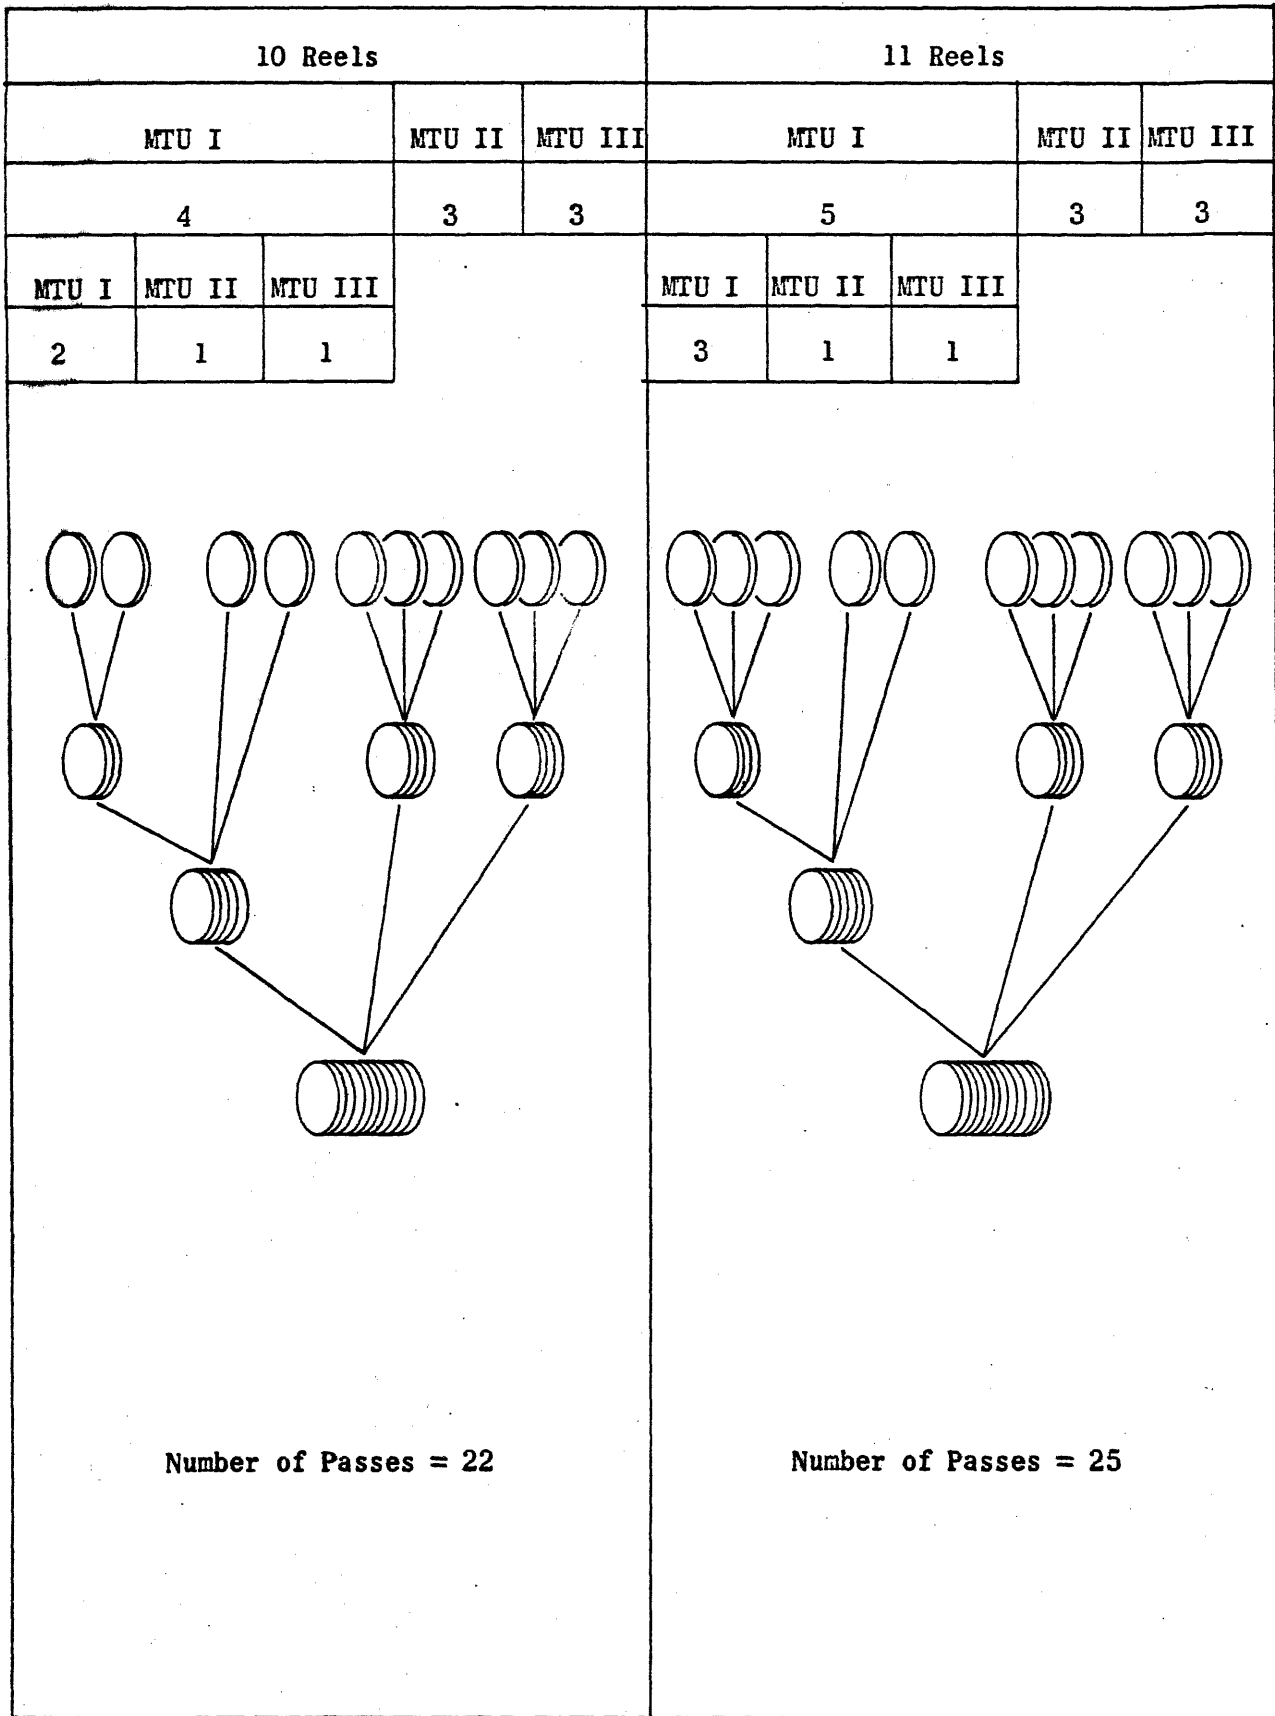 10 Reels 11 Reels
MTU I MTU II MTU III MTU I MTU II MTU III
4 3 3 5 3 3
MTU I MTU II MTU III MTU I MTU II MTU III
2 1 1 3 1 1
Number of Passes = 22 Number of Passes = 25